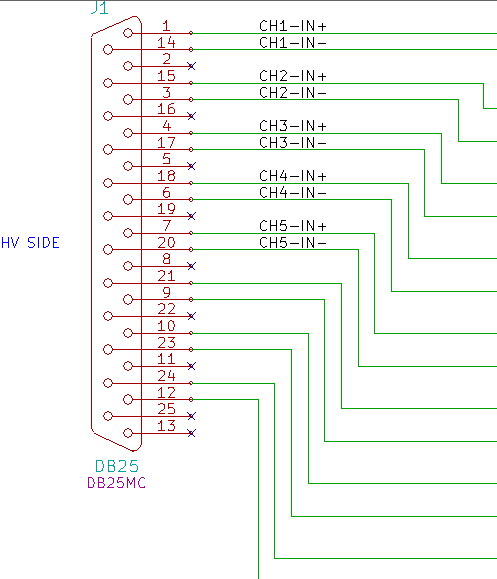 J1
1 CH1-IN+
14 CH1-IN-
2
15 CH2-IN+
3 CH2-IN-
16
4 CH3-IN+
17 CH3-IN-
5
18 CH4-IN+
6 CH4-IN-
19
7 CH5-IN+
HV SIDE 20 CH5-IN-
8
21
9
22
10
23
11
24
12
25
13
DB25
DB25MC